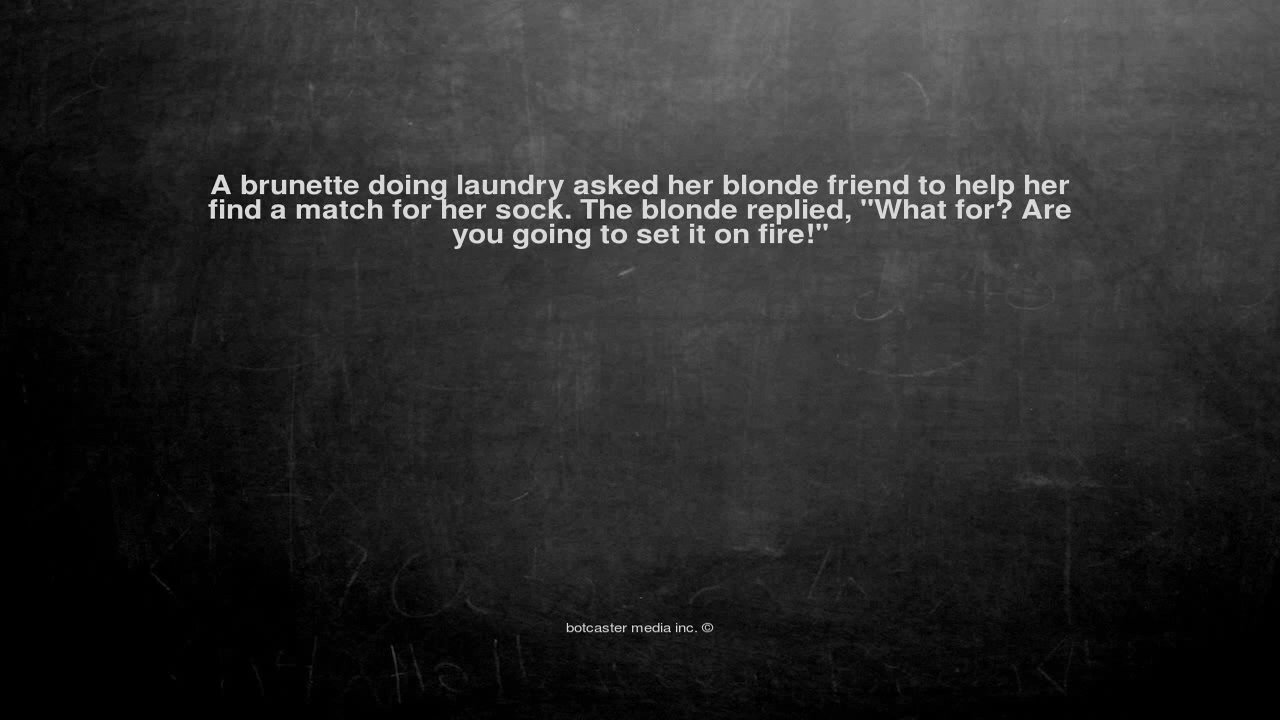 A brunette doing laundry asked her blonde friend to help her
find a match for her sock. The blonde replied, "What for? Are
you going to set it on fire!"
botcaster media inc. ©